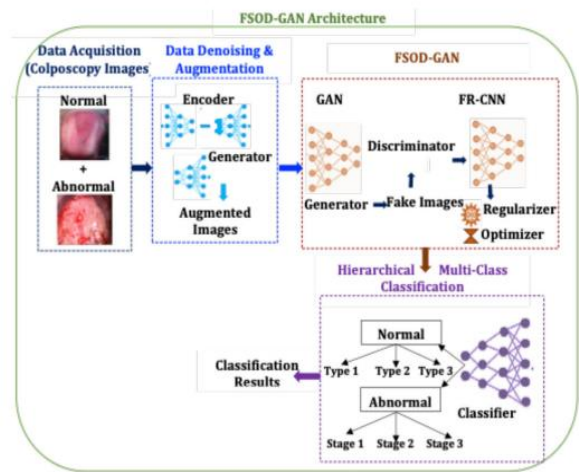 FSOD-GAN Architecture
Data Acquisition
(Colposcopy Images)
Normal
+
Abnormal
Data Denoising &
Augmentation
Encoder
Generator
Augmented
Images
FSOD-GAN
GAN
FR-CNN
Discriminator
Generator
Fake Images
Regularizer
Optimizer
Hierarchical Multi-Class
Classification
Normal
Type 1 Type 2 Type 3
Abnormal
Stage 1 Stage 2 Stage 3
Classifier
Classification
Results